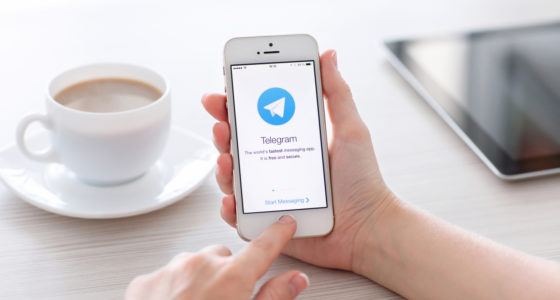 Telegram
The world's fastest messaging app.
It is free and secure.
Start Messaging >